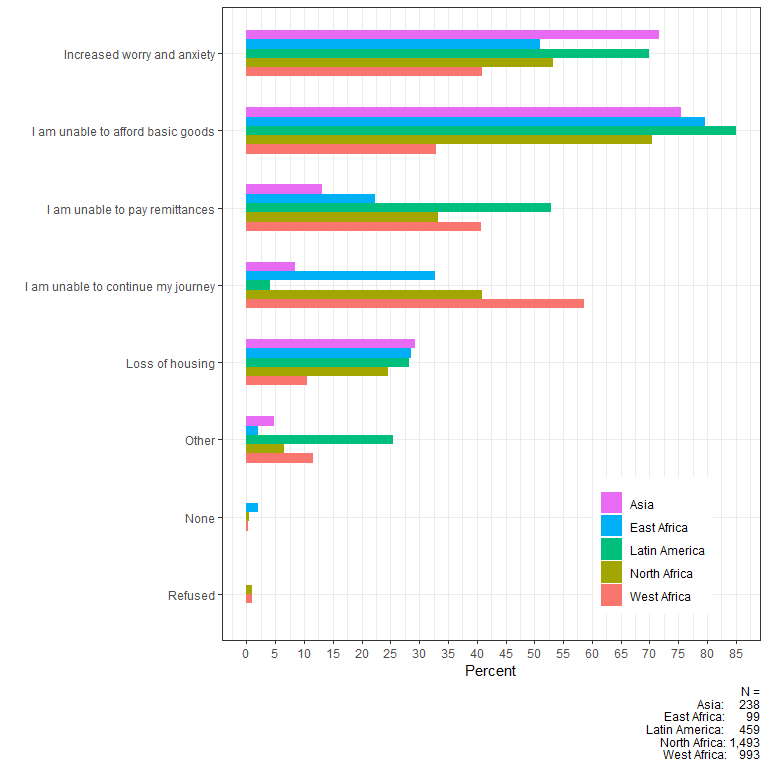 Increased worry and anxiety
I am unable to afford basic goods
I am unable to pay remittances
I am unable to continue my journey
Loss of housing
Other
None
Refused
Asia
East Africa
Latin America
North Africa
West Africa
0 5 10 15 20 25 30 35 40 45 50 55 60 65 70 75 80 85
Percent
N =
Asia: 238
East Africa: 99
Latin America: 459
North Africa: 1,493
West Africa: 993